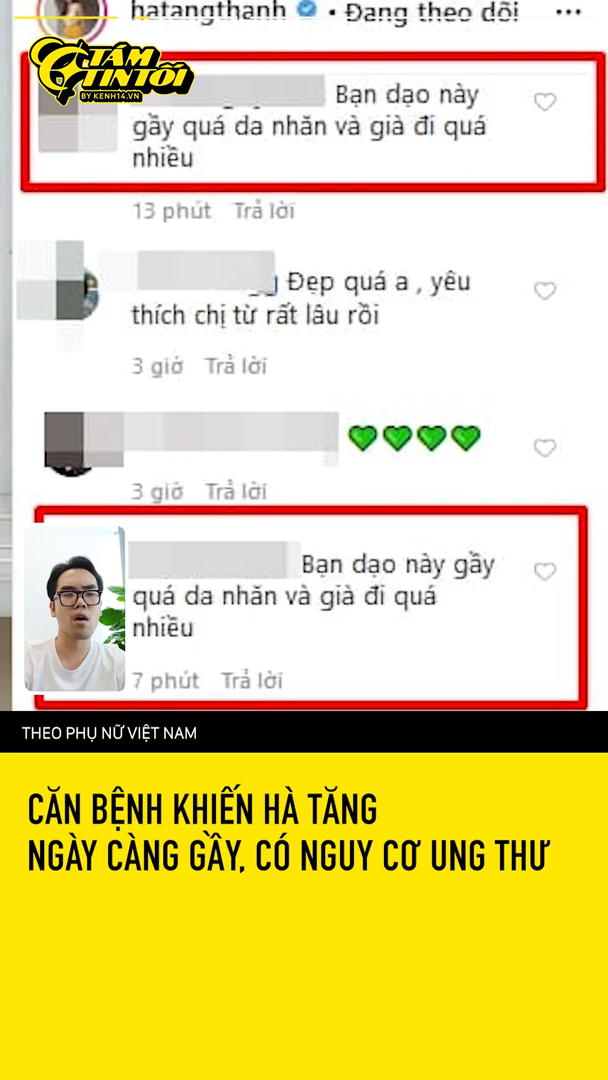 hatangthanh • Đang theo dõi ...
TÁM
TIN TỐI
BY KENH14.VN
Bạn dạo này
gầy quá da nhăn và già đi quá
nhiều
13 phút Trả lời
Đẹp quá a , yêu
thích chị từ rất lâu rồi
3 giờ Trả lời
💚💚💚💚
3 giờ Trả lời
Bạn dạo này gầy
quá da nhăn và già đi quá
nhiều
7 phút Trả lời
THEO PHỤ NỮ VIỆT NAM
CĂN BỆNH KHIẾN HÀ TĂNG
NGÀY CÀNG GẦY, CÓ NGUY CƠ UNG THƯ